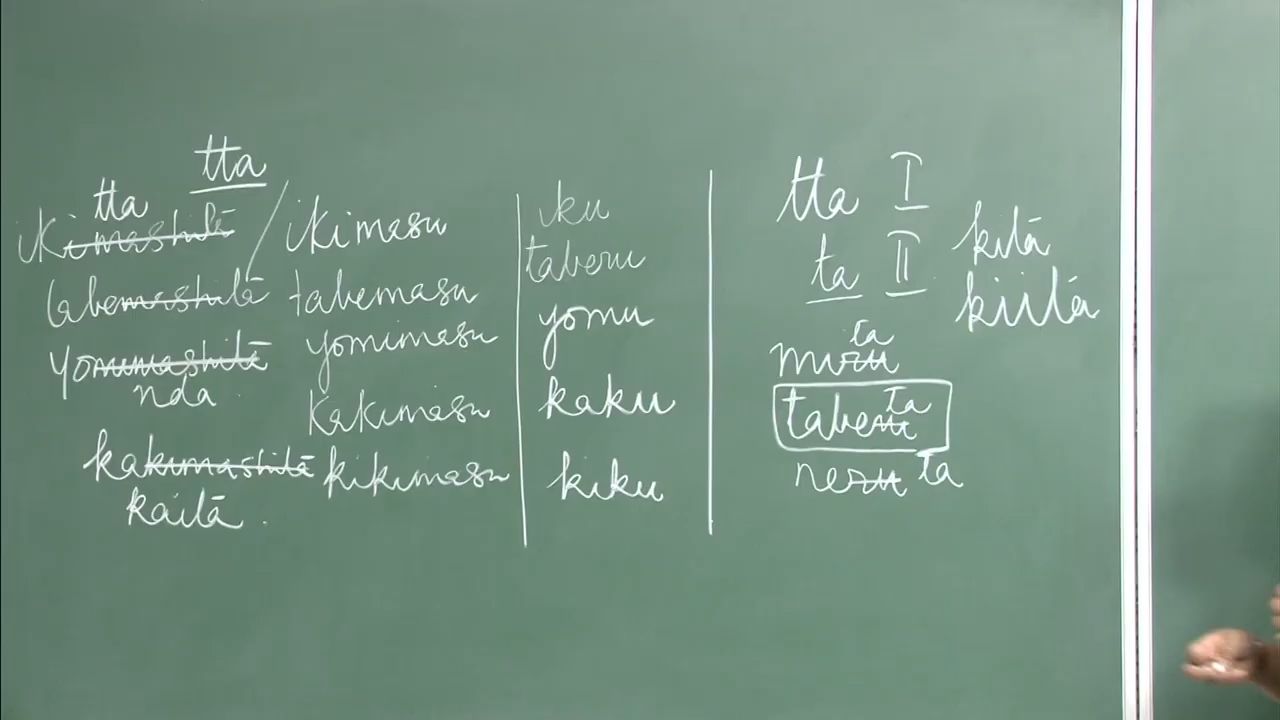 tta
tta
ikimashita / ikimasu
tabemashita tabemasu
yomimashita yomimasu
nda
kakimasu
kakimashita kikimasu
kaita
iku
taberu
yomu
kaku
kiku
tta I
ta II
kita
kiita
miru ta
taberu ta
neru ta